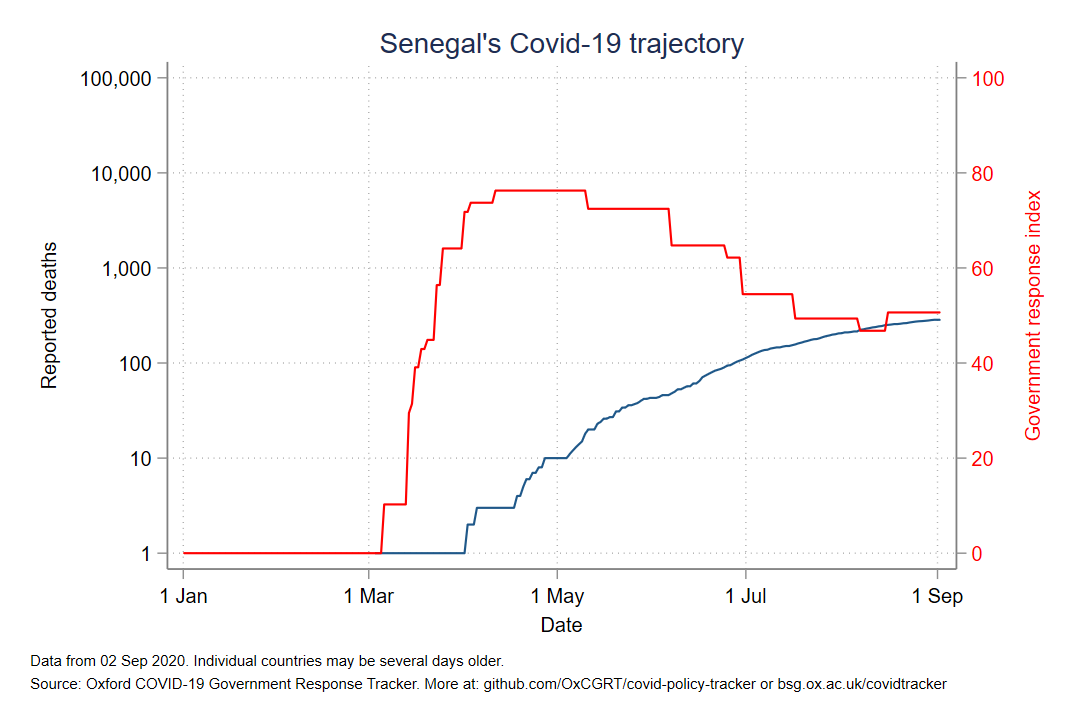 Senegal's Covid-19 trajectory
100,000
10,000
1,000
100
10
1
Reported deaths
100
80
60
40
20
0
Government response index
1 Jan 1 Mar 1 May 1 Jul 1 Sep
Date
Data from 02 Sep 2020. Individual countries may be several days older.
Source: Oxford COVID-19 Government Response Tracker. More at: github.com/OxCGRT/covid-policy-tracker or bsg.ox.ac.uk/covidtracker